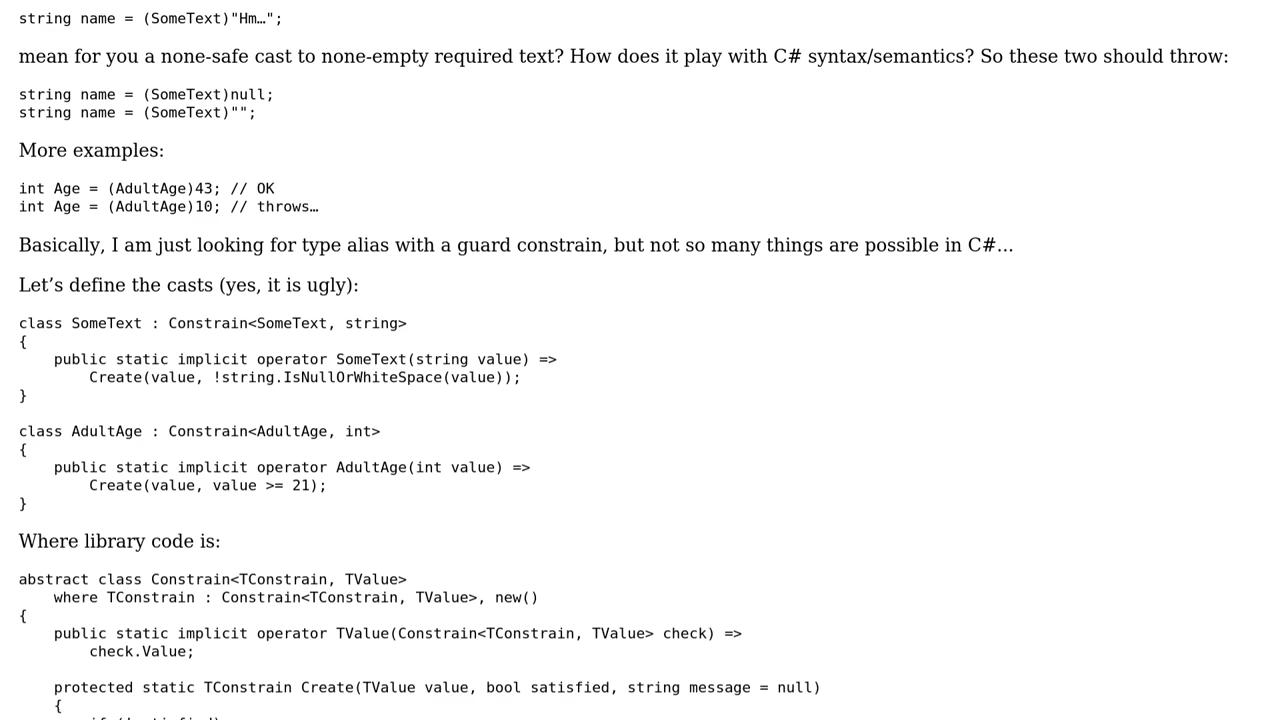 string name = (SomeText)"Hm…";
mean for you a none-safe cast to none-empty required text? How does it play with C# syntax/semantics? So these two should throw:
string name = (SomeText)null;
string name = (SomeText)"";
More examples:
int Age = (AdultAge)43; // OK
int Age = (AdultAge)10; // throws…
Basically, I am just looking for type alias with a guard constrain, but not so many things are possible in C#...
Let’s define the casts (yes, it is ugly):
class SomeText : Constrain<SomeText, string>
{
    public static implicit operator SomeText(string value) =>
        Create(value, !string.IsNullOrWhiteSpace(value));
}
class AdultAge : Constrain<AdultAge, int>
{
    public static implicit operator AdultAge(int value) =>
        Create(value, value >= 21);
}
Where library code is:
abstract class Constrain<TConstrain, TValue>
    where TConstrain : Constrain<TConstrain, TValue>, new()
{
    public static implicit operator TValue(Constrain<TConstrain, TValue> check) =>
        check.Value;
    protected static TConstrain Create(TValue value, bool satisfied, string message = null)
    {